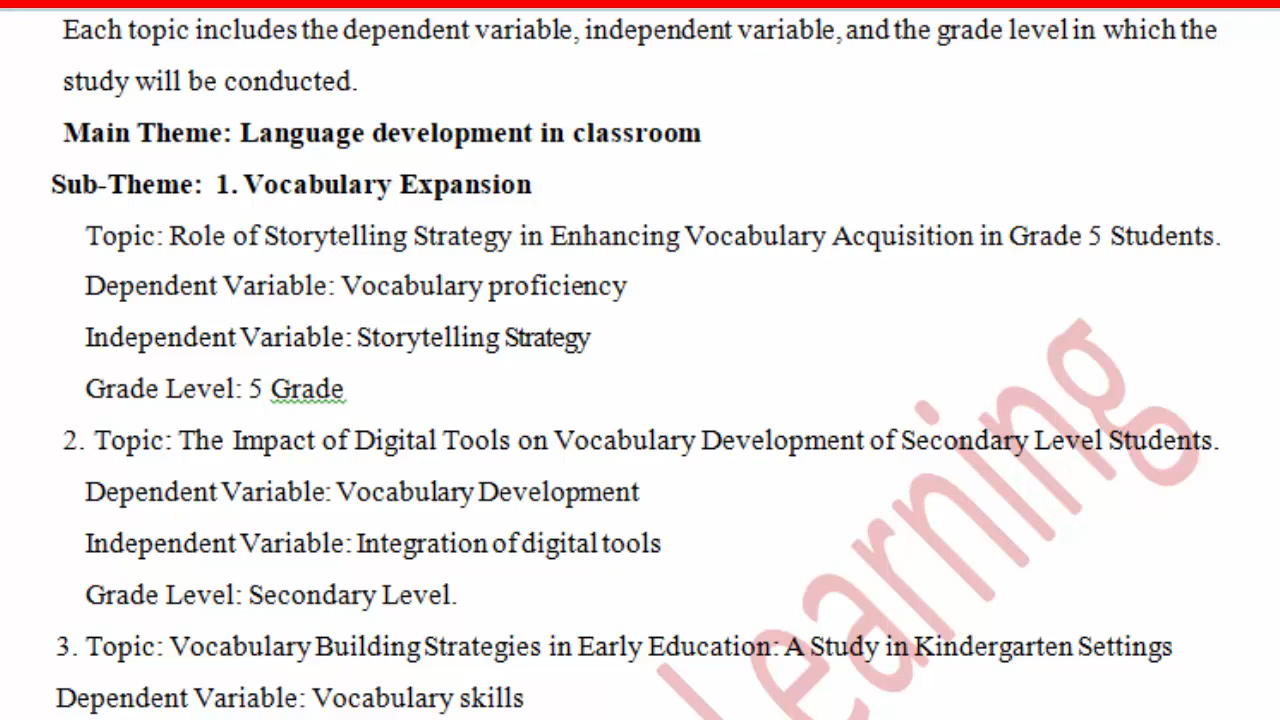 Each topic includes the dependent variable, independent variable, and the grade level in which the
study will be conducted.
Main Theme: Language development in classroom
Sub-Theme: 1. Vocabulary Expansion
Topic: Role of Storytelling Strategy in Enhancing Vocabulary Acquisition in Grade 5 Students.
Dependent Variable: Vocabulary proficiency
Independent Variable: Storytelling Strategy
Grade Level: 5 Grade
2. Topic: The Impact of Digital Tools on Vocabulary Development of Secondary Level Students.
Dependent Variable: Vocabulary Development
Independent Variable: Integration of digital tools
Grade Level: Secondary Level.
3. Topic: Vocabulary Building Strategies in Early Education: A Study in Kindergarten Settings
Dependent Variable: Vocabulary skills
Learning